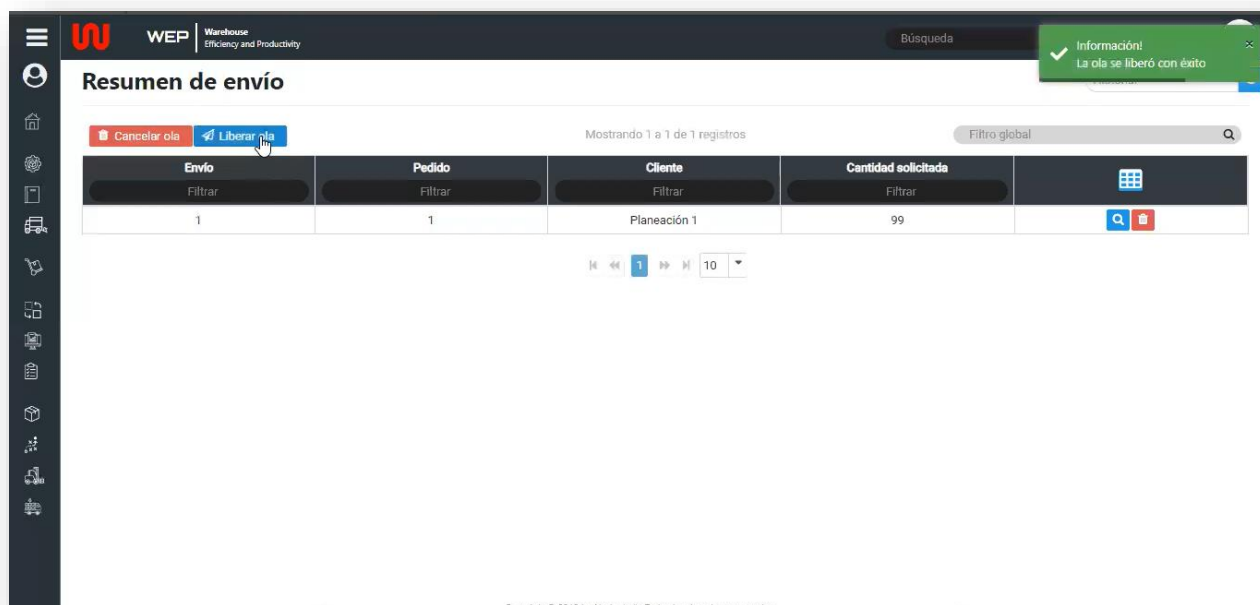 WEP
Warehouse
Efficiency and Productivity
Búsqueda
Información!
La ola se liberó con éxito
Resumen de envío
Cancelar ola
Liberar ola
Mostrando 1 a 1 de 1 registros
Filtro global
Envío Pedido Cliente Cantidad solicitada
Filtrar Filtrar Filtrar Filtrar
1 1 Planeación 1 99
1 10